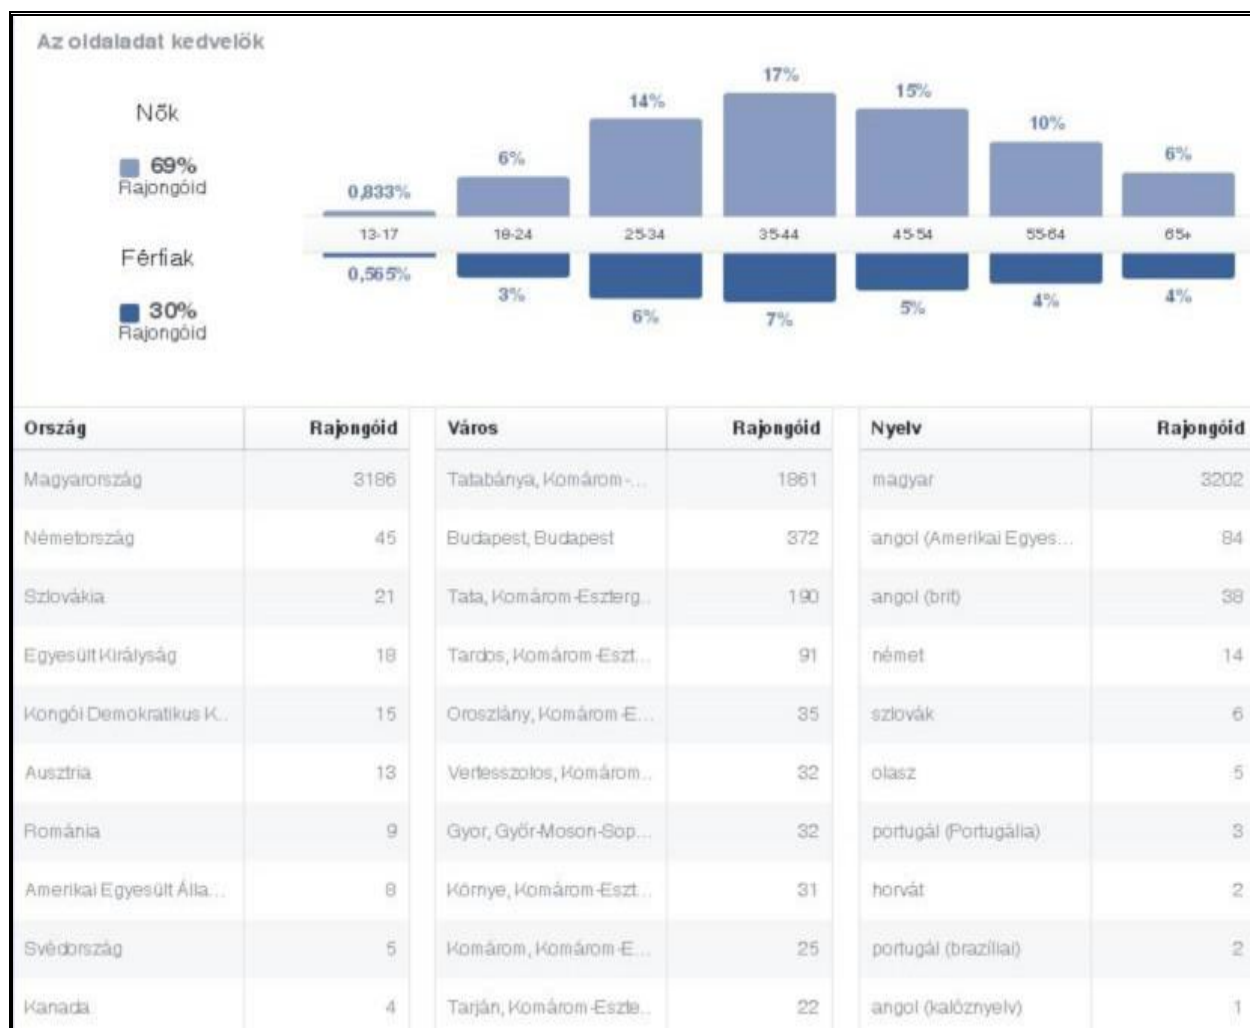 Az oldaladat kedvelők
Nők
69%
Rajongóid
Férfiak
30%
Rajongóid
0,833% 6% 14% 17% 15% 10% 6%
13-17 18-24 25-34 35-44 45-54 55-64 65+
0,565% 3% 6% 7% 5% 4% 4%
Ország Rajongóid Város Rajongóid Nyelv Rajongóid
Magyarország 3186 Tatabánya, Komárom-... 1861 magyar 3202
Németország 45 Budapest, Budapest 372 angol (Amerikai Egyes... 84
Szlovákia 21 Tata, Komárom-Eszterg... 190 angol (brit) 38
Egyesült Királyság 18 Tardos, Komárom-Eszt... 91 német 14
Kongói Demokratikus K... 15 Oroszlány, Komárom-E... 35 szlovák 6
Ausztria 13 Vertesszolos, Komárom... 32 olasz 5
Románia 9 Gyor, Győr-Moson-Sop... 32 portugál (Portugália) 3
Amerikai Egyesült Álla... 8 Környe, Komárom-Eszt... 31 horvát 2
Svédország 5 Komárom, Komárom-E... 25 portugál (brazíliai) 2
Kanada 4 Tarján, Komárom-Eszte... 22 angol (kalóznyelv) 1